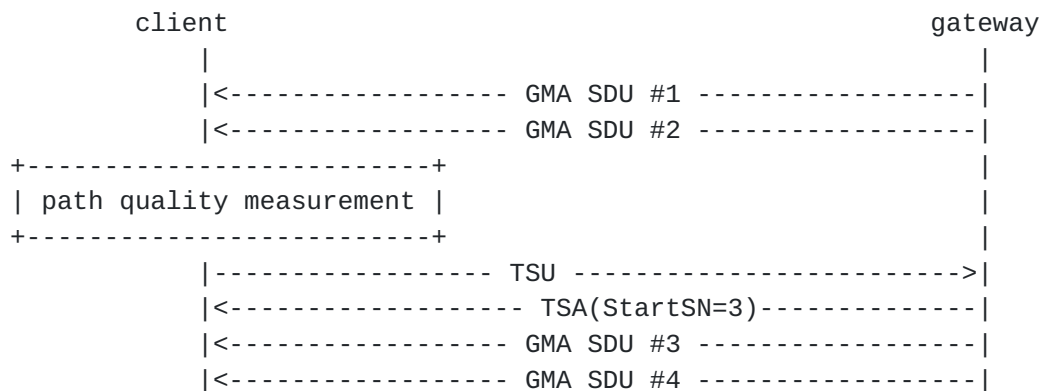 client gateway
<------------------ GMA SDU #1 ------------------|
<------------------ GMA SDU #2 ------------------|
path quality measurement
|------------------ TSU ------------------------->|
|<------------------- TSA(StartSN=3)--------------|
|<------------------ GMA SDU #3 ------------------|
|<------------------ GMA SDU #4 ------------------|